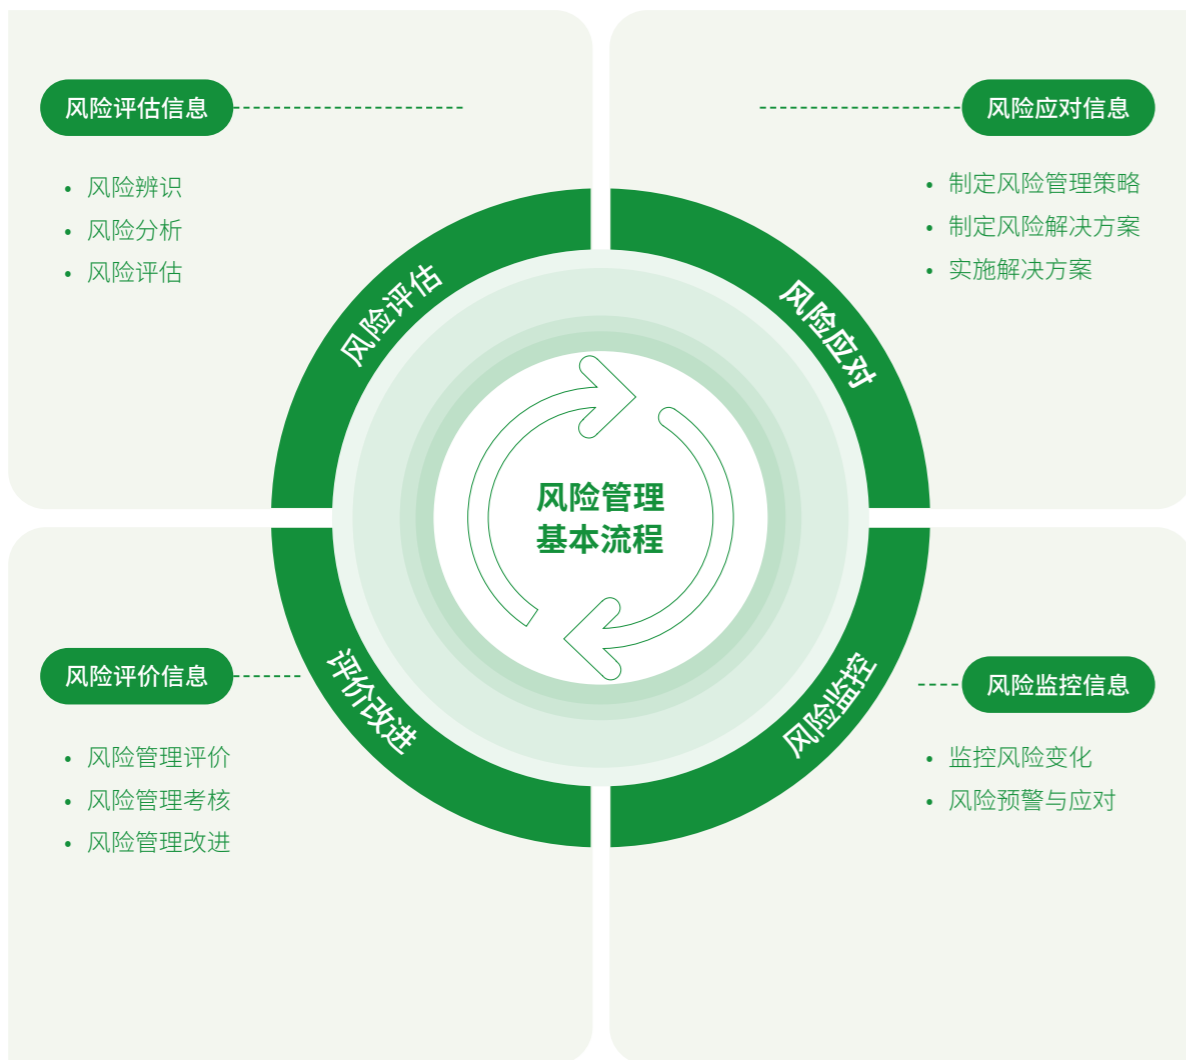 风险评估信息
• 风险辨识
• 风险分析
• 风险评估
风险应对信息
• 制定风险管理策略
• 制定风险解决方案
• 实施解决方案
风险评估
风险应对
风险管理
基本流程
评价改进
风险监控
风险评价信息
• 风险管理评价
• 风险管理考核
• 风险管理改进
风险监控信息
• 监控风险变化
• 风险预警与应对